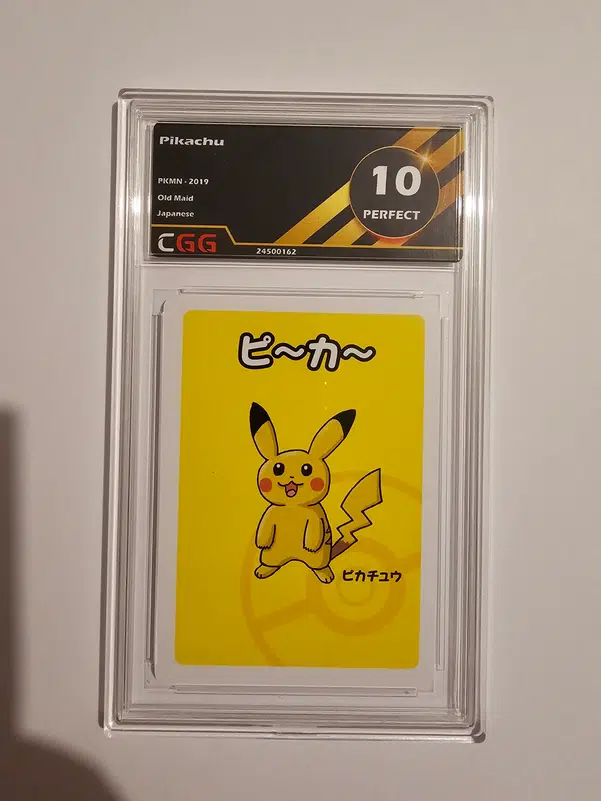 Pikachu
PKMN - 2019
Old Maid
Japanese
10
PERFECT
CGG
24500162
ピ～カ～
ピカチュウ